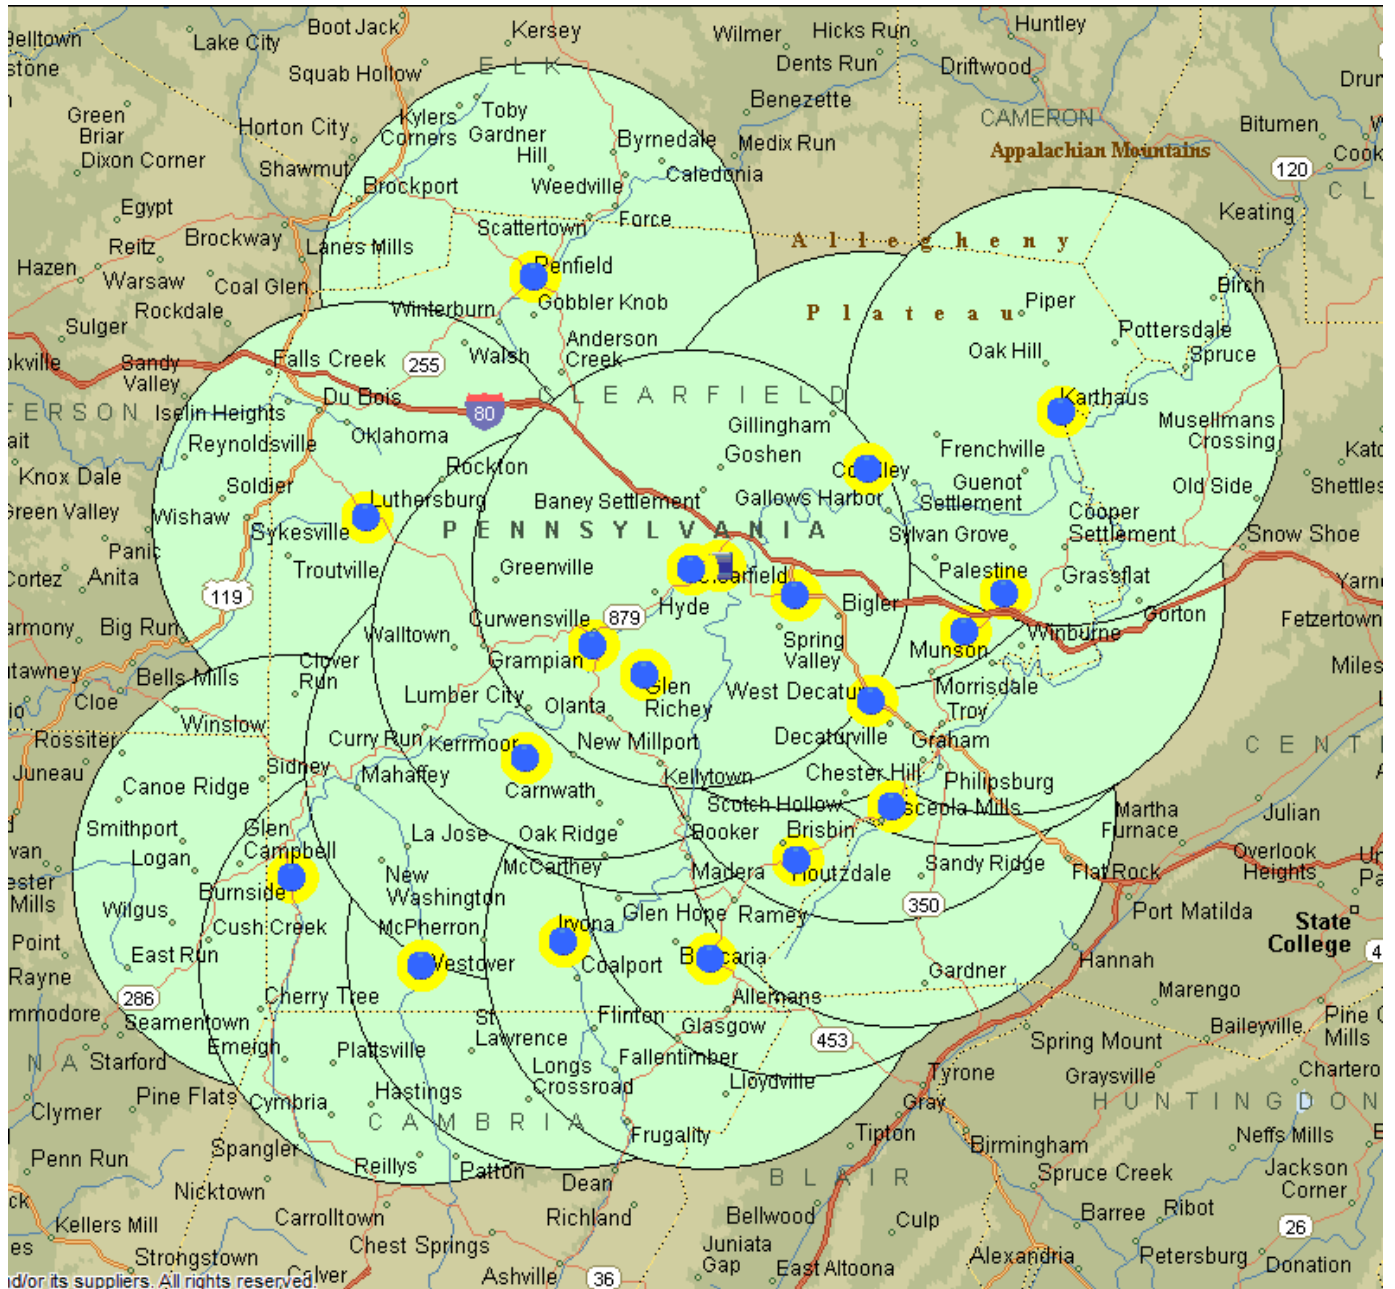 Belltown
Lake City
Boot Jack
Kersey
Wilmer
Hicks Run
Huntley
stone
Squab Hollow
E L K
Dents Run
Driftwood
Green
Briar
Dixon Corner
Horton City
Shawmut
Kylers
Corners
Toby
Gardner
Hill
Byrnedale
Benezette
Medix Run
CAMERON
Appalachian Mountains
Bitumen
120
Cook
C L
Brockport
Weedville
Caledonia
Egypt
Reitz
Brockway
Lanes Mills
Scattertown
Force
Keating
A l l e g h e n y
Hazen
Warsaw
Coal Glen
Penfield
Rockdale
Winterburn
Gobbler Knob
P l a t e a u
Piper
Birch
Sulger
Anderson
Creek
Pottersdale
Spruce
Oak Hill
okville
Sandy
Valley
Falls Creek
255
Walsh
Du Bois
80
C L E A R F I E L D
Karthaus
FERSON
Iselin Heights
Reynoldsville
Oklahoma
Gillingham
Goshen
Frenchville
Musellmans
Crossing
Knox Dale
Soldier
Rockton
Luthersburg
Baney Settlement
Gallows Harbor
Guenot
Settlement
Old Side
Green Valley
Wishaw
Sykesville
P E N N S Y L V A N I A
Sylvan Grove
Cooper
Settlement
Snow Shoe
Panic
Anita
Cortez
Troutville
Greenville
Clearfield
Palestine
Grassflat
119
Hyde
Bigler
Gorton
Big Run
Walltown
Curwensville
879
Spring
Valley
Munson
Winburne
Fetzertown
Clover
Run
Grampian
Bells Mills
Cloe
Lumber City
Olanta
Glen
Richey
West Decatur
Morrisdale
Troy
Winslow
Rossiter
Curry Run
Kerrmoor
New Millport
Decaturville
Graham
Juneau
Sidney
Mahaffey
Kellytown
Chester Hill
Philipsburg
Canoe Ridge
Carnwath
Scotch Hollow
Osceola Mills
Martha
Furnace
Julian
Smithport
Glen
Campbell
La Jose
Oak Ridge
Booker
Brisbin
Logan
McCarthey
Madera
Houtzdale
Sandy Ridge
Flat Rock
Overlook
Heights
Burnside
New
Washington
Wilgus
Cush Creek
McPherron
Irvona
Glen Hope
Ramey
350
Port Matilda
State
College
East Run
Westover
Coalport
Beccaria
Gardner
Hannah
Rayne
286
Cherry Tree
Allemans
Marengo
Seamentown
Emeigh
St
Lawrence
Flinton
Glasgow
453
Spring Mount
Baileyville
Pine
Mills
N A
Starford
Plattsville
Longs
Crossroad
Fallentimber
Lloydville
Tyrone
Graysville
Pine Flats
Clymer
Cymbria
Hastings
C A M B R I A
Gray
H U N T I N G D O N
Spangler
Frugality
Tipton
Birmingham
Neffs Mills
Penn Run
Reillys
Patton
Dean
B L A I R
Spruce Creek
Jackson
Corner
Nicktown
Carrolltown
Richland
Bellwood
Culp
Barree
Ribot
26
Kellers Mill
Strongstown
Chest Springs
Juniata
Gap
East Altoona
Alexandria
Petersburg
Donation
Ashville
36
nd/or its suppliers. All rights reserved.